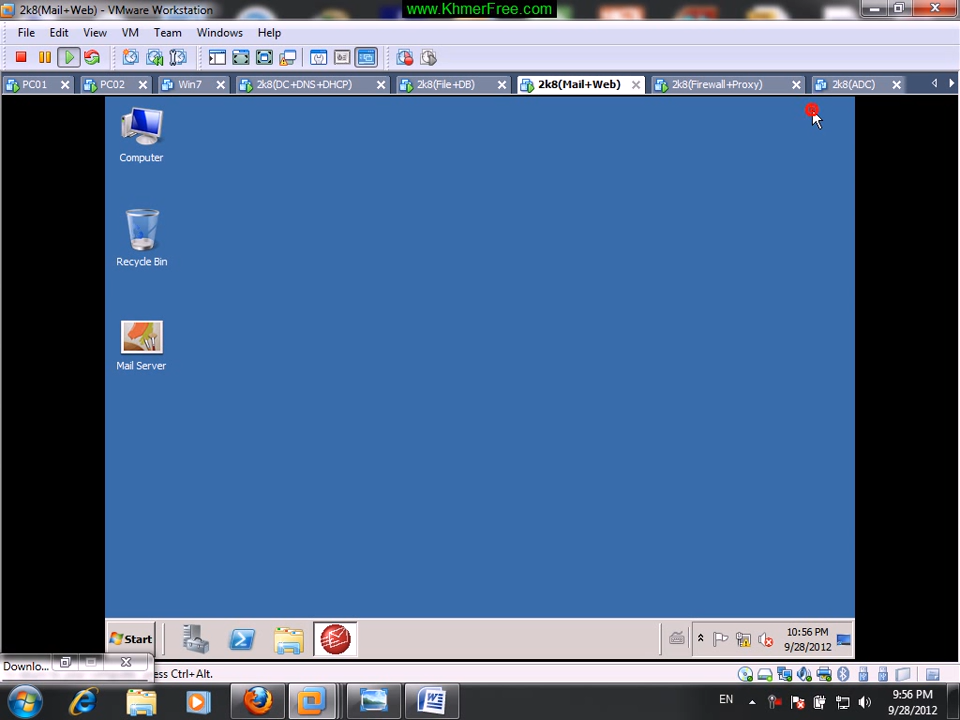 2k8(Mail+Web) - VMware Workstation
www.KhmerFree.com
File Edit View VM Team Windows Help
PC01 PC02 Win7 2k8(DC+DNS+DHCP) 2k8(File+DB) 2k8(Mail+Web) 2k8(Firewall+Proxy) 2k8(ADC)
Computer
Recycle Bin
Mail Server
Start
10:56 PM
9/28/2012
Downlo...
ss Ctrl+Alt.
EN
9:56 PM
9/28/2012